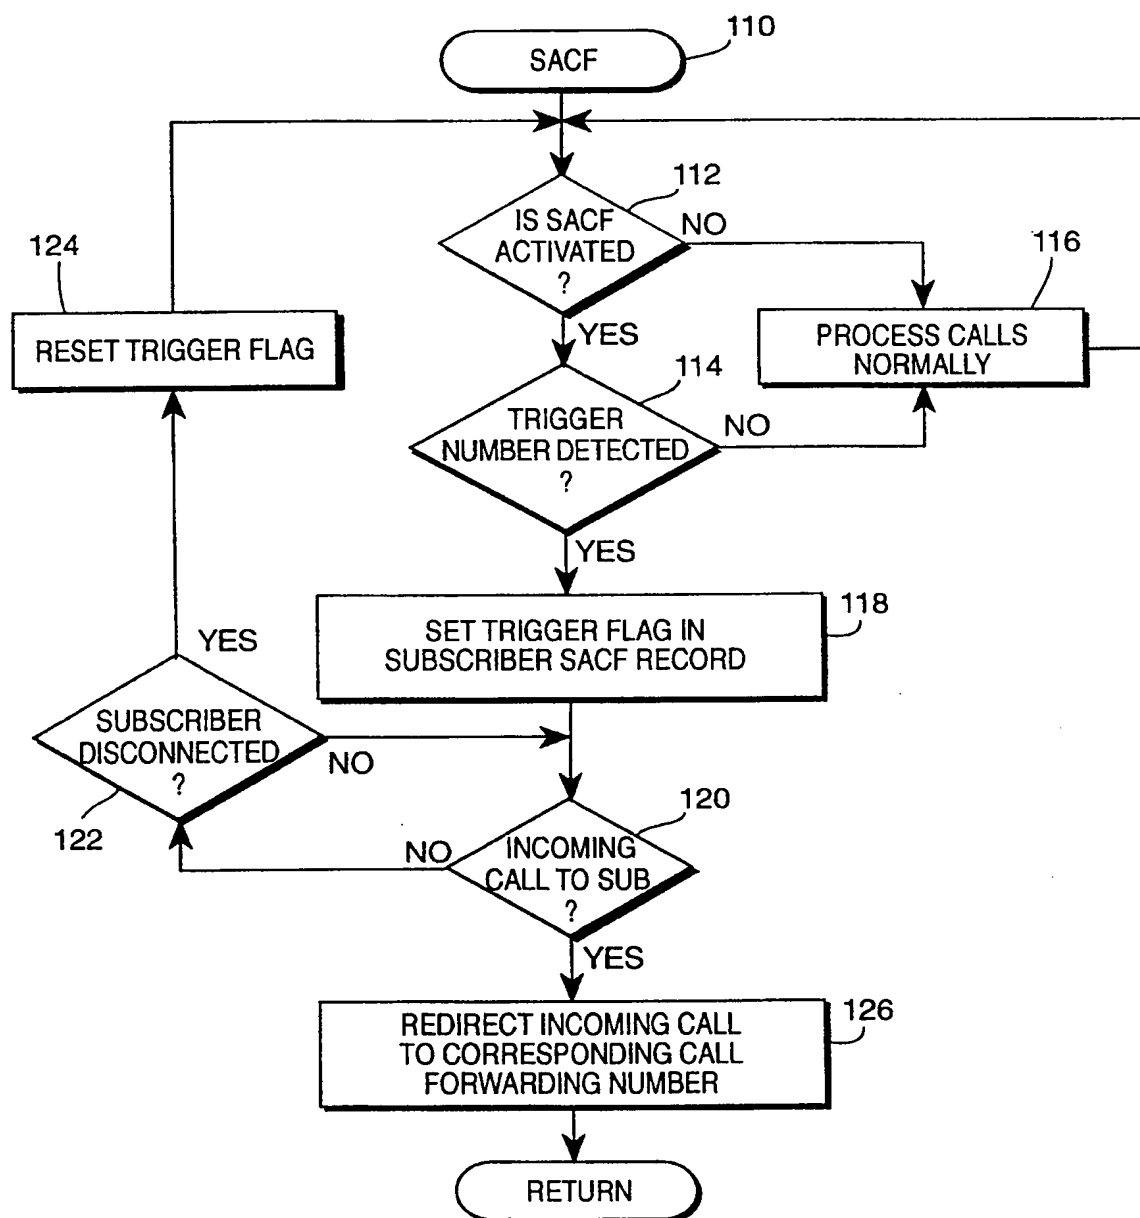 SACF
110
IS SACF
ACTIVATED
?
112
NO
YES
124
RESET TRIGGER FLAG
116
PROCESS CALLS
NORMALLY
114
TRIGGER
NUMBER DETECTED
?
NO
YES
118
SET TRIGGER FLAG IN
SUBSCRIBER SACF RECORD
YES
SUBSCRIBER
DISCONNECTED
?
NO
122
120
INCOMING
CALL TO SUB
?
NO
YES
126
REDIRECT INCOMING CALL
TO CORRESPONDING CALL
FORWARDING NUMBER
RETURN